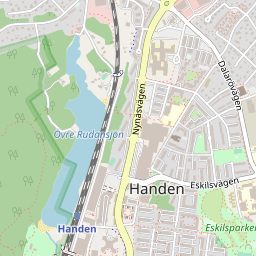 Nynäsvägen
Dalarövägen
Övre Rudansjön
Handen
Eskilsvägen
Handen
Eskilsparken